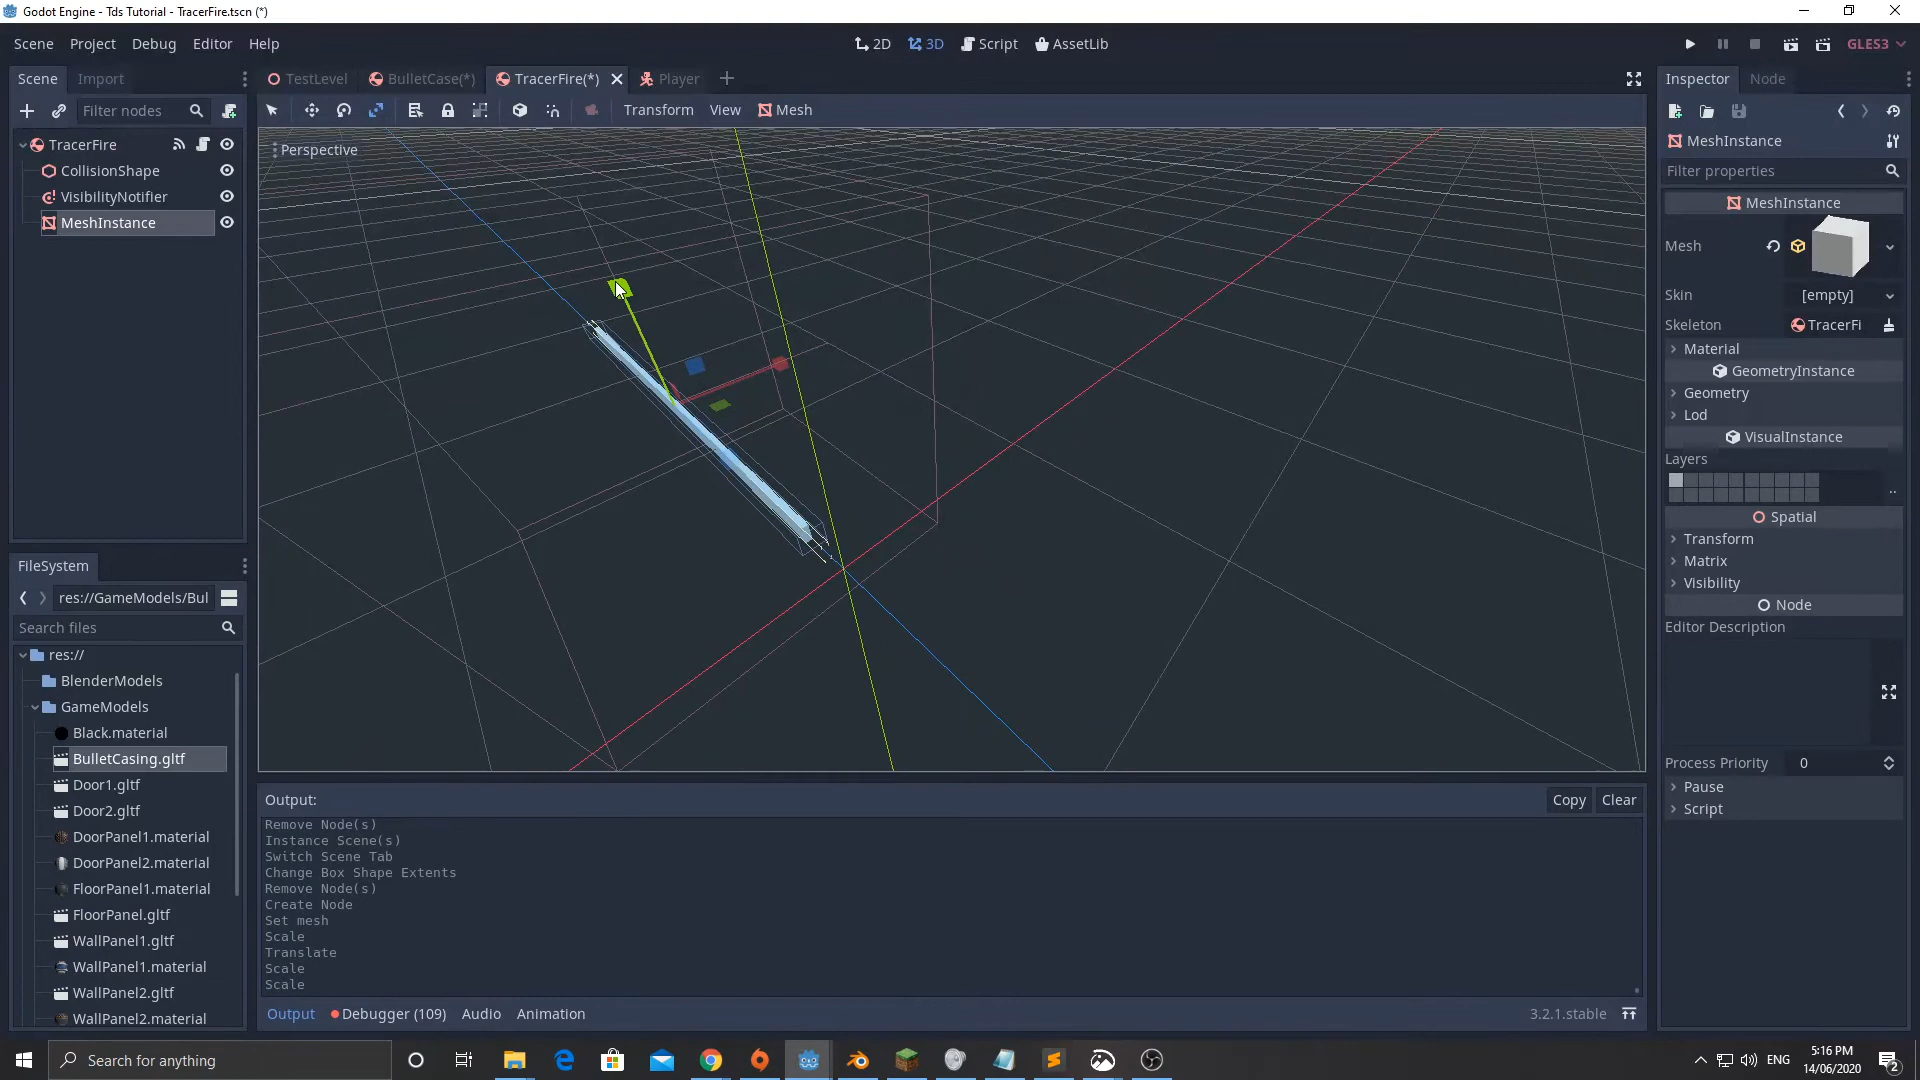 Godot Engine - Tds Tutorial - TracerFire.tscn (*)
Scene Project Debug Editor Help
2D 3D Script AssetLib
GLES3
Scene Import
TestLevel BulletCase(*) TracerFire(*) Player
Inspector Node
Filter nodes
Transform View Mesh
TracerFire
CollisionShape
VisibilityNotifier
MeshInstance
Perspective
MeshInstance
Filter properties
MeshInstance
Mesh
Skin [empty]
Skeleton TracerFi
Material
GeometryInstance
Geometry
Lod
VisualInstance
Layers
..
Spatial
Transform
Matrix
Visibility
Node
Editor Description
Process Priority 0
Pause
Script
FileSystem
res://GameModels/Bul
Search files
res://
BlenderModels
GameModels
Black.material
BulletCasing.gltf
Door1.gltf
Door2.gltf
DoorPanel1.material
DoorPanel2.material
FloorPanel1.material
FloorPanel.gltf
WallPanel1.gltf
WallPanel1.material
WallPanel2.gltf
WallPanel2.material
Output: Copy Clear
Remove Node(s)
Instance Scene(s)
Switch Scene Tab
Change Box Shape Extents
Remove Node(s)
Create Node
Set mesh
Scale
Translate
Scale
Scale
Output Debugger (109) Audio Animation 3.2.1.stable
Search for anything
ENG
5:16 PM
14/06/2020
2